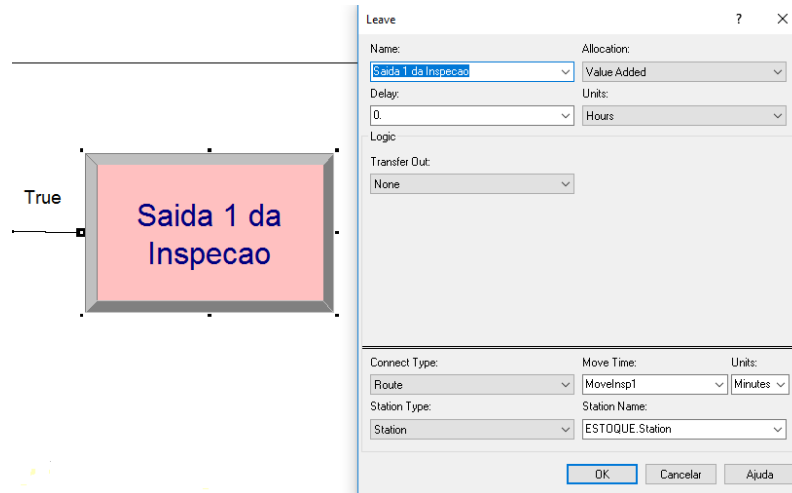 True
Saida 1 da
Inspecao
Leave
? ×
Name: Allocation:
Saida 1 da Inspecao Value Added
Delay: Units:
0. Hours
Logic
Transfer Out:
None
Connect Type: Move Time: Units:
Route MoveInsp1 Minutes
Station Type: Station Name:
Station ESTOQUE.Station
OK Cancelar Ajuda